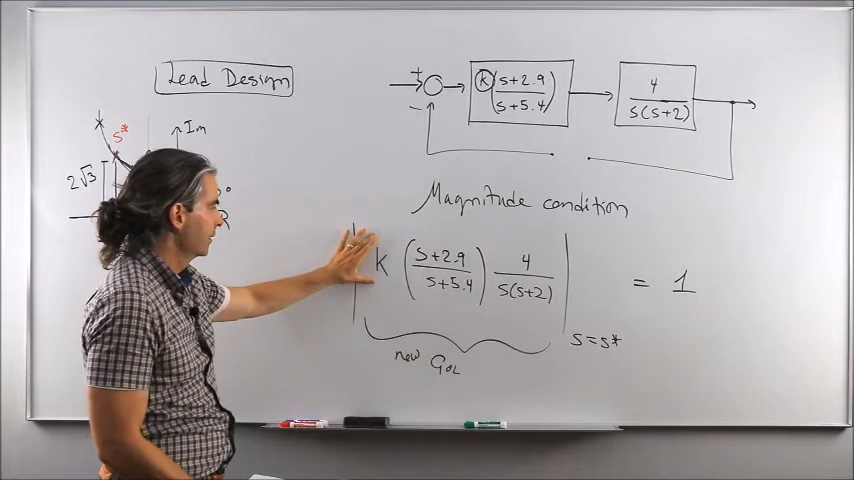 Lead Design
+
-
k (s+2.9 / s+5.4)
4 / s(s+2)
s*
Im
2√3
°
R
Magnitude condition
| K (s+2.9 / s+5.4) 4 / s(s+2) | s=s* = 1
new GOL